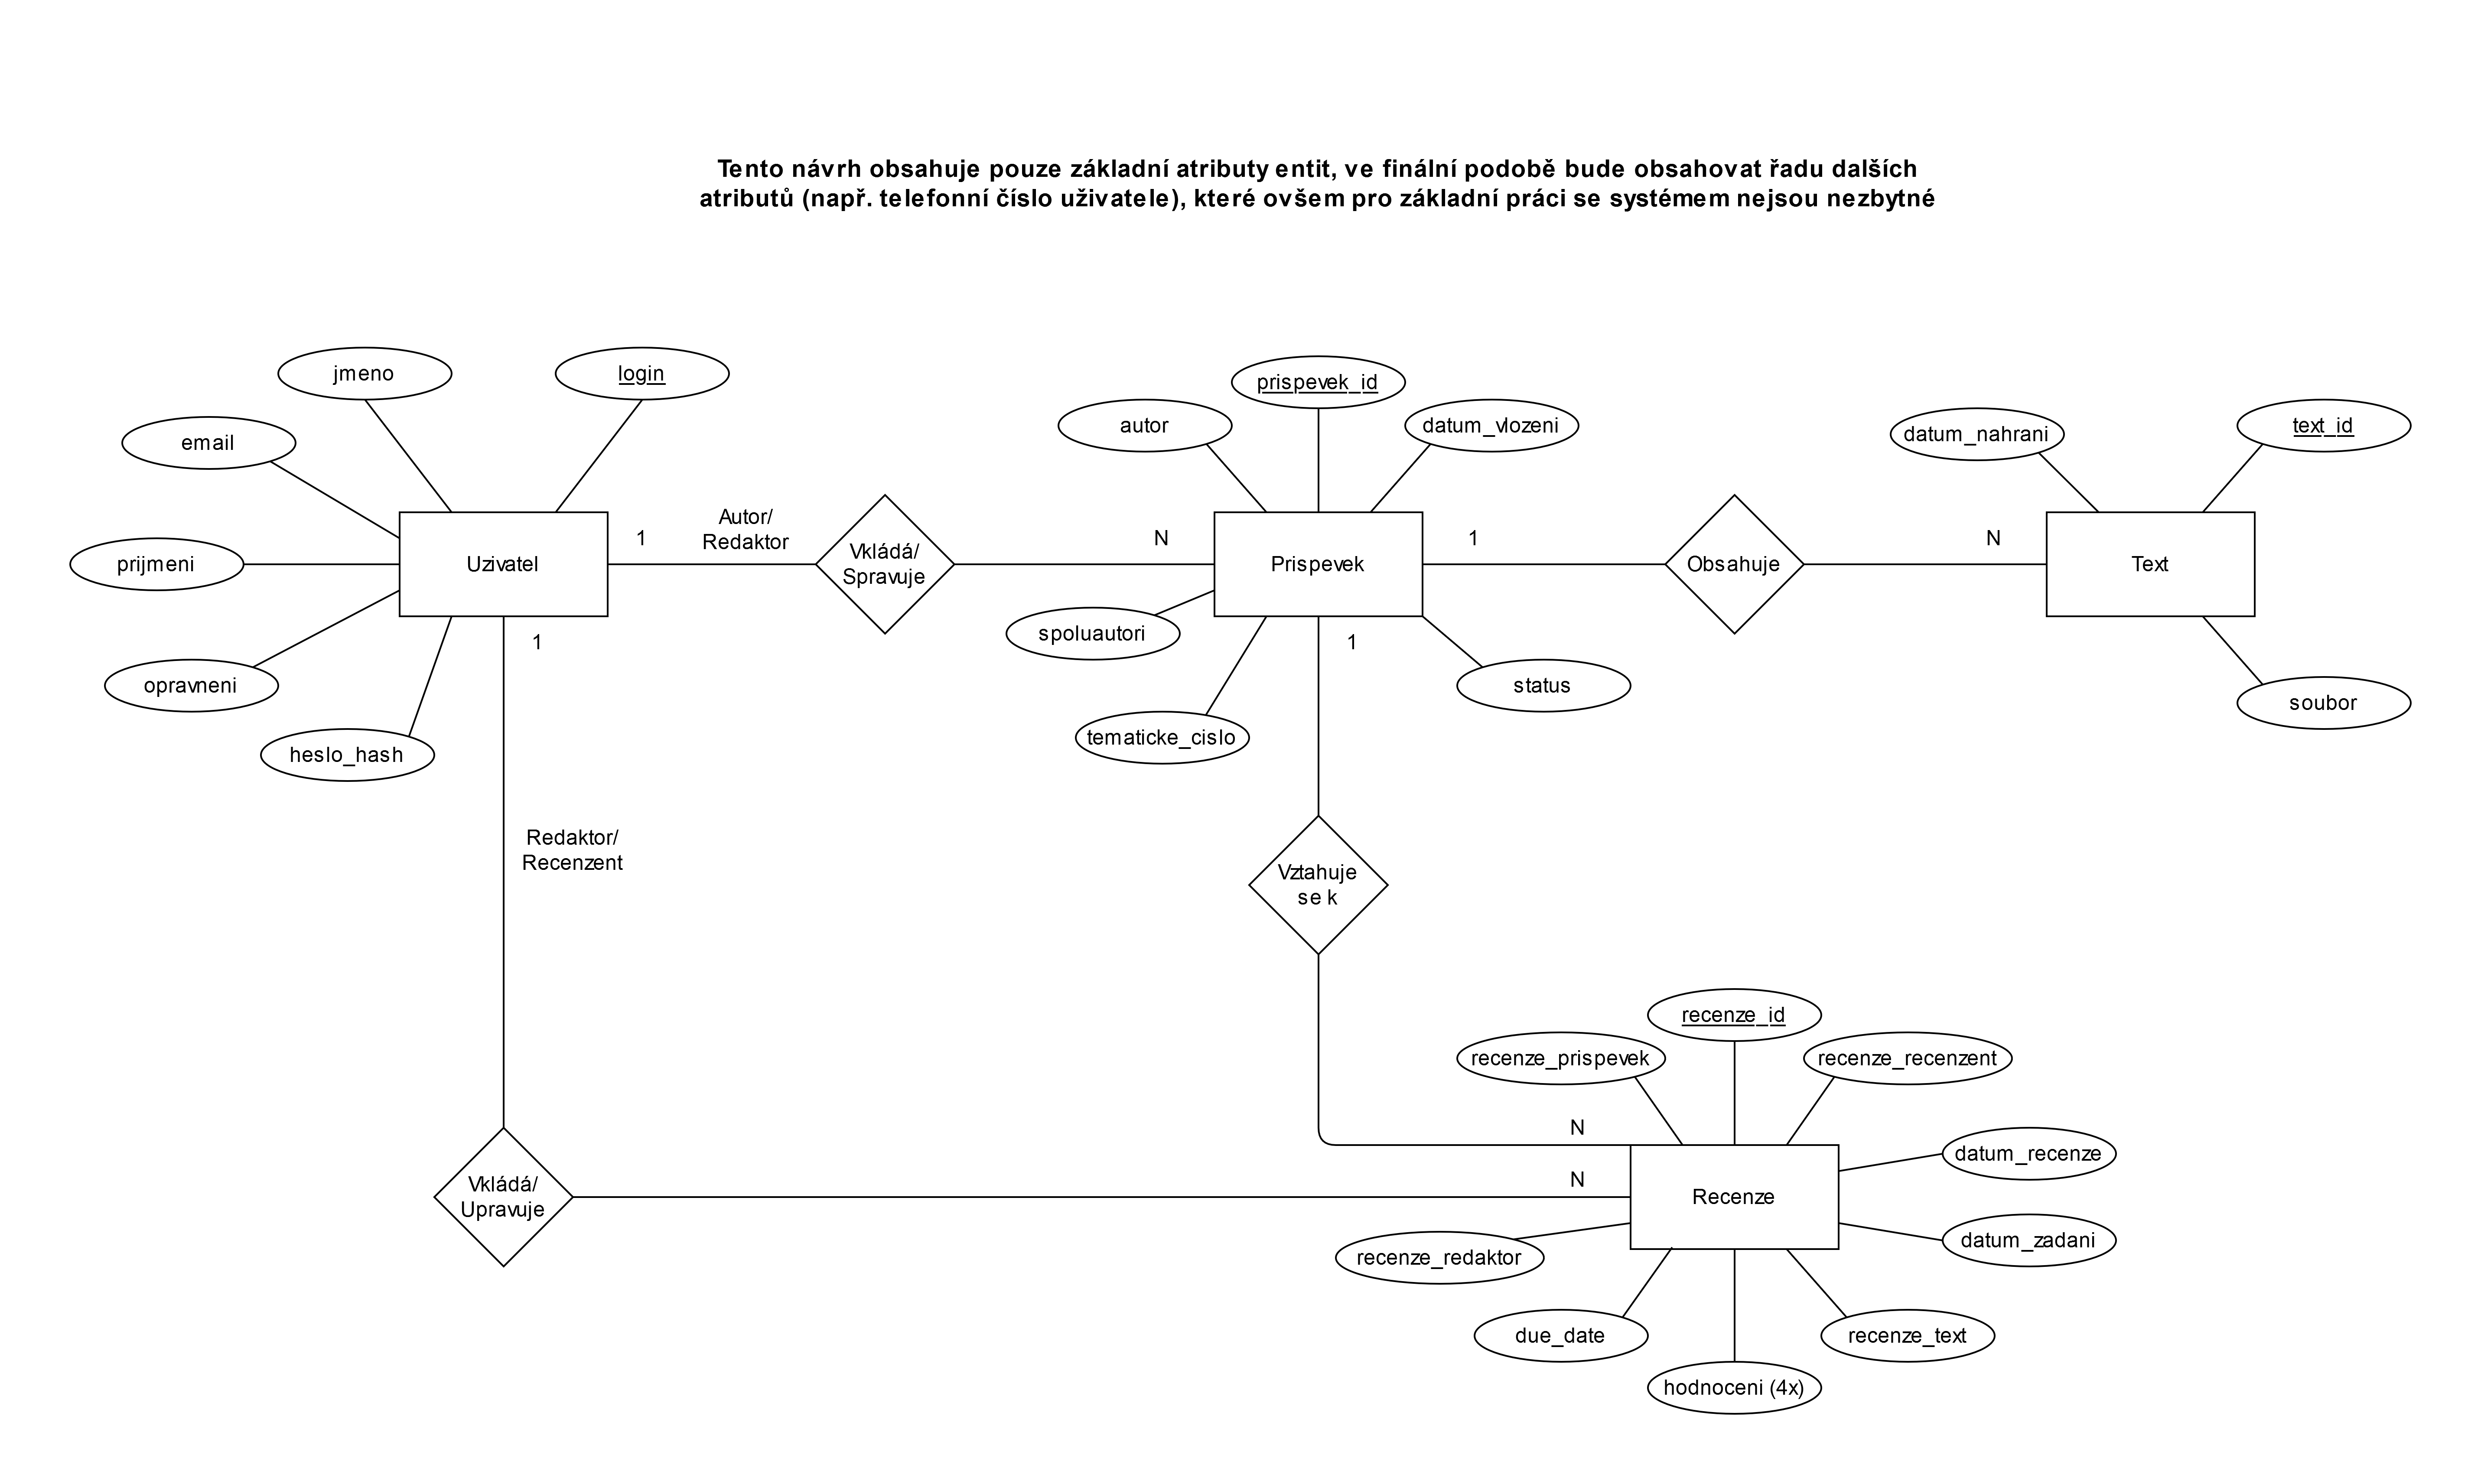 Tento návrh obsahuje pouze základní atributy entit, ve finální podobě bude obsahovat řadu dalších
atributů (např. telefonní číslo uživatele), které ovšem pro základní práci se systémem nejsou nezbytné
jmeno
login
prispevek_id
email
autor
datum_vlozeni
datum_nahrani
text_id
prijmeni
Uzivatel
1
Autor/
Redaktor
Vkládá/
Spravuje
N
Prispevek
1
Obsahuje
N
Text
1
spoluautori
1
opravneni
status
soubor
heslo_hash
tematicke_cislo
Redaktor/
Recenzent
Vztahuje
se k
recenze_id
recenze_prispevek
recenze_recenzent
N
datum_recenze
Vkládá/
Upravuje
N
Recenze
recenze_redaktor
datum_zadani
due_date
recenze_text
hodnoceni (4x)